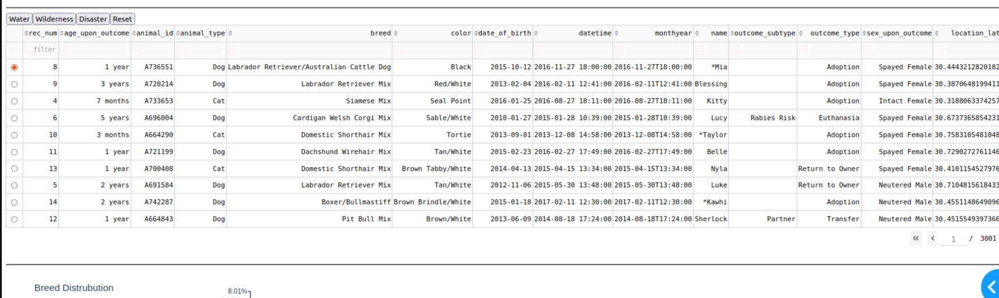 Water Wilderness Disaster Reset
rec_num age_upon_outcome animal_id animal_type breed color date_of_birth datetime monthyear name outcome_subtype outcome_type sex_upon_outcome location_lat
filter
8 1 year A736551 Dog Labrador Retriever/Australian Cattle Dog Black 2015-10-12 2016-11-27 18:00:00 2016-11-27T18:00:00 *Mia Adoption Spayed Female 30.4443212820182
9 3 years A720214 Dog Labrador Retriever Mix Red/White 2013-02-04 2016-02-11 12:41:00 2016-02-11T12:41:00 Blessing Adoption Spayed Female 30.3870648199411
4 7 months A733653 Cat Siamese Mix Seal Point 2016-01-25 2016-08-27 18:11:00 2016-08-27T18:11:00 Kitty Adoption Intact Female 30.3188063374257
6 5 years A696004 Dog Cardigan Welsh Corgi Mix Sable/White 2010-01-27 2015-01-28 10:39:00 2015-01-28T10:39:00 Lucy Rabies Risk Euthanasia Spayed Female 30.6737365854231
10 3 months A664290 Cat Domestic Shorthair Mix Tortie 2013-09-01 2013-12-08 14:58:00 2013-12-08T14:58:00 *Taylor Adoption Spayed Female 30.7583105481048
11 1 year A721199 Dog Dachshund Wirehair Mix Tan/White 2015-02-23 2016-02-27 17:49:00 2016-02-27T17:49:00 Belle Adoption Spayed Female 30.7290272761146
13 1 year A700408 Cat Domestic Shorthair Mix Brown Tabby/White 2014-04-13 2015-04-15 13:34:00 2015-04-15T13:34:00 Nyla Return to Owner Spayed Female 30.4101154527976
5 2 years A691584 Dog Labrador Retriever Mix Tan/White 2012-11-06 2015-05-30 13:48:00 2015-05-30T13:48:00 Luke Return to Owner Neutered Male 30.7104815618433
14 2 years A742287 Dog Boxer/Bullmastiff Brown Brindle/White 2015-01-18 2017-02-11 12:30:00 2017-02-11T12:30:00 *Kawhi Adoption Neutered Male 30.4551148649096
12 1 year A664843 Dog Pit Bull Mix Brown/White 2013-06-09 2014-08-18 17:24:00 2014-08-18T17:24:00 Sherlock Partner Transfer Neutered Male 30.4515549397366
1 / 3001
Breed Distrubution
8.01%